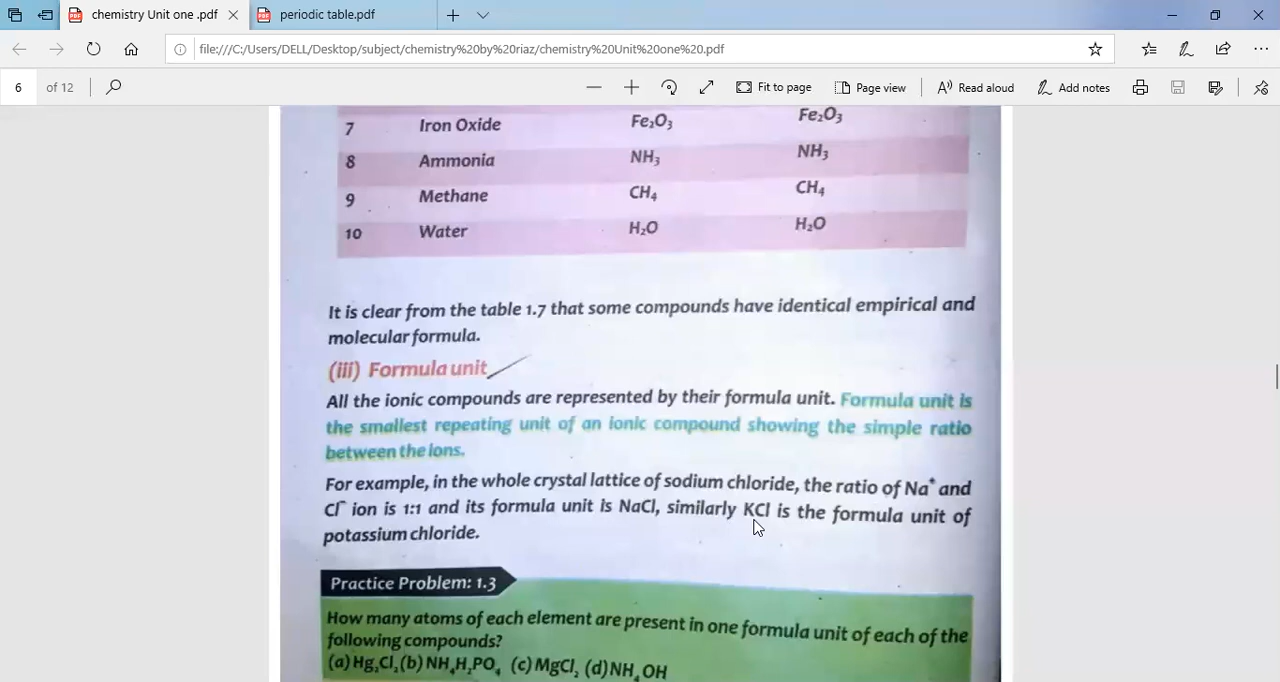 chemistry Unit one .pdf
periodic table.pdf
file:///C:/Users/DELL/Desktop/subject/chemistry%20by%20riaz/chemistry%20Unit%20one%20.pdf
6 of 12 Fit to page Page view Read aloud Add notes
7 Iron Oxide Fe₂O₃ Fe₂O₃
8 Ammonia NH₃ NH₃
9 Methane CH₄ CH₄
10 Water H₂O H₂O
It is clear from the table 1.7 that some compounds have identical empirical and
molecular formula.
(iii) Formula unit
All the ionic compounds are represented by their formula unit. Formula unit is
the smallest repeating unit of an ionic compound showing the simple ratio
between the ions.
For example, in the whole crystal lattice of sodium chloride, the ratio of Na⁺ and
Cl⁻ ion is 1:1 and its formula unit is NaCl, similarly KCl is the formula unit of
potassium chloride.
Practice Problem: 1.3
How many atoms of each element are present in one formula unit of each of the
following compounds?
(a) Hg₂Cl₂ (b) NH₄H₂PO₄ (c) MgCl₂ (d) NH₄OH